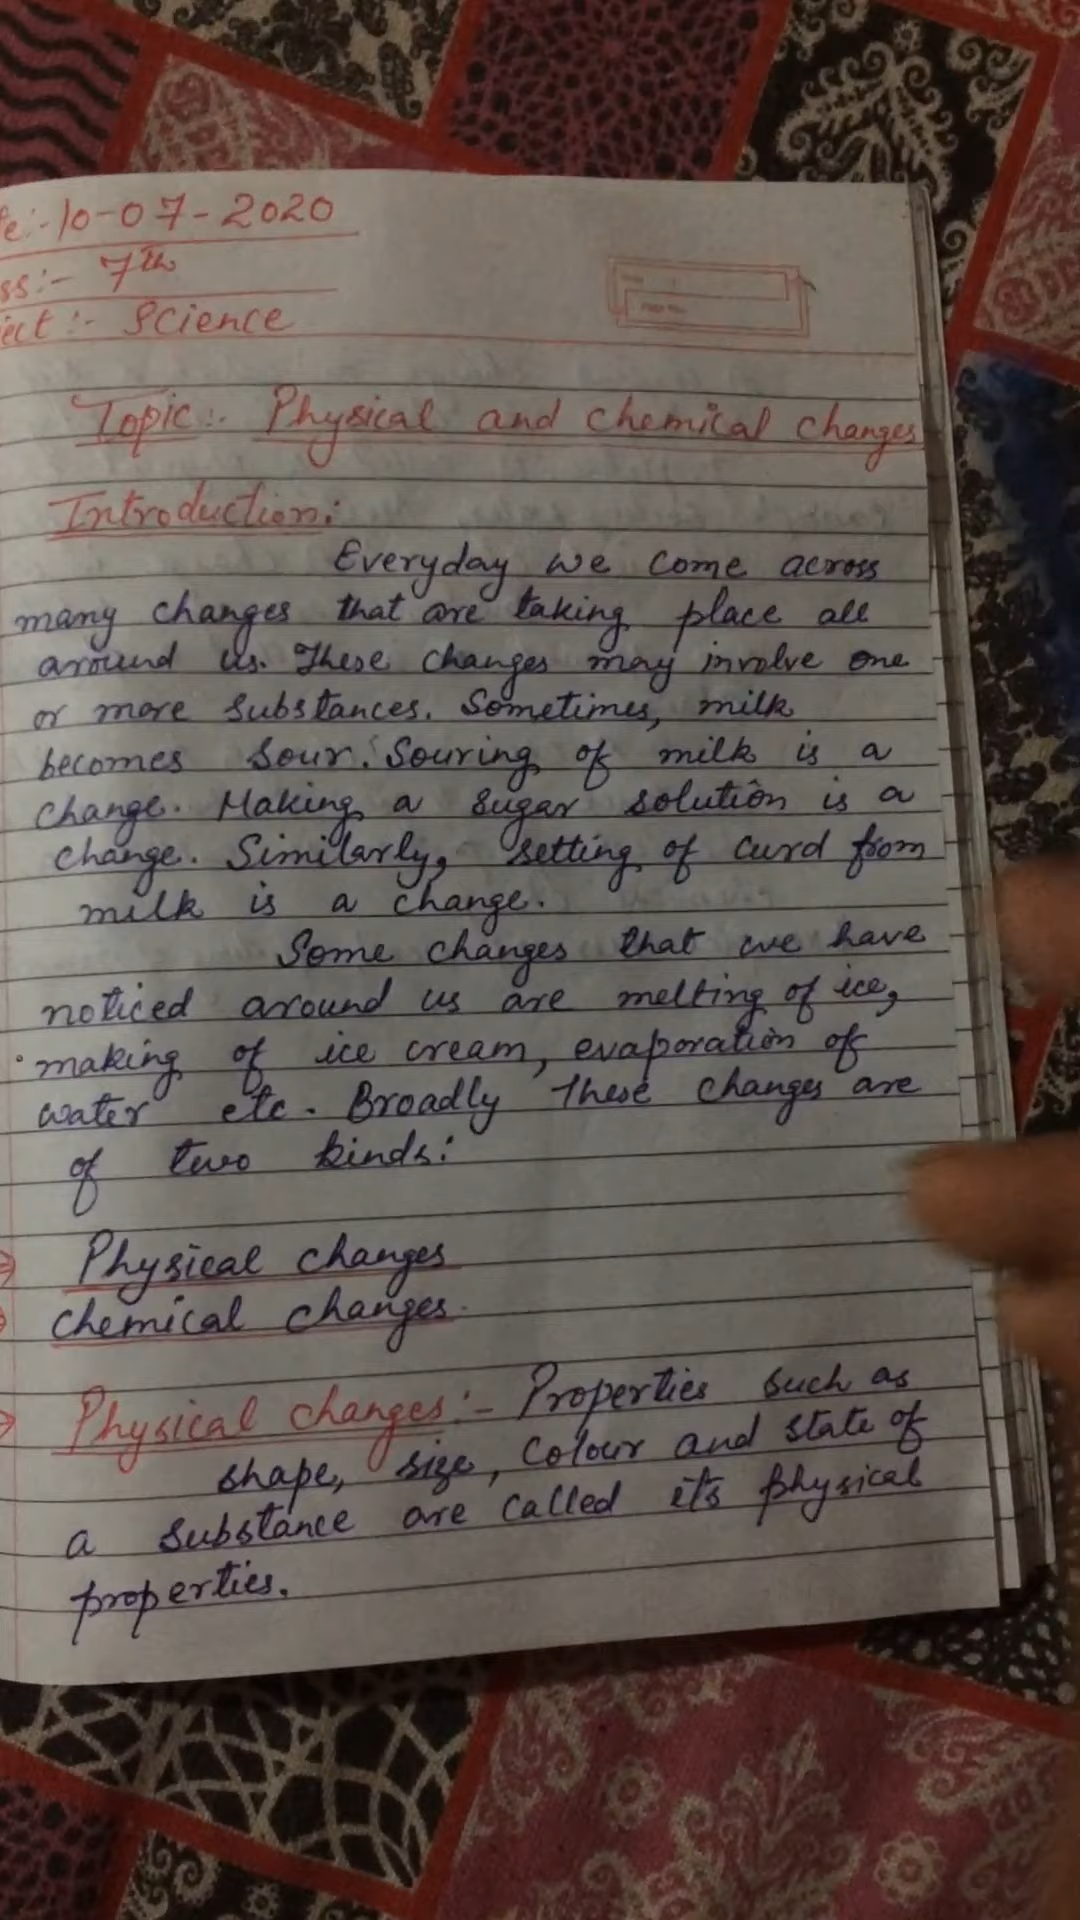 e:-10-07-2020
ss:- 7th
ject:- Science
Topic:- Physical and Chemical changes
Introduction:
Everyday we come across
many changes that are taking place all
around us. These changes may involve one
or more substances. Sometimes, milk
becomes sour. Souring of milk is a
change. Making a sugar solution is a
change. Similarly, setting of curd from
milk is a change.
Some changes that we have
noticed around us are melting of ice,
making of ice cream, evaporation of
water etc. Broadly these changes are
of two kinds:
Physical changes
Chemical changes.
Physical changes:- Properties such as
shape, size, colour and state of
a substance are called its physical
properties.